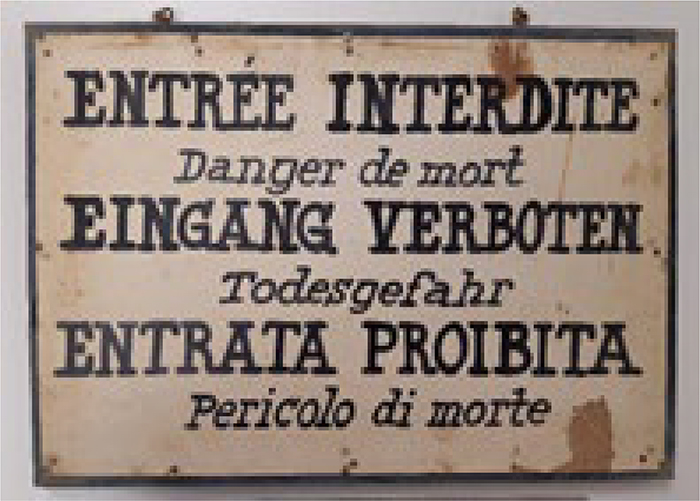 ENTRÉE INTERDITE
Danger de mort
EINGANG VERBOTEN
Todesgefahr
ENTRATA PROIBITA
Pericolo di morte